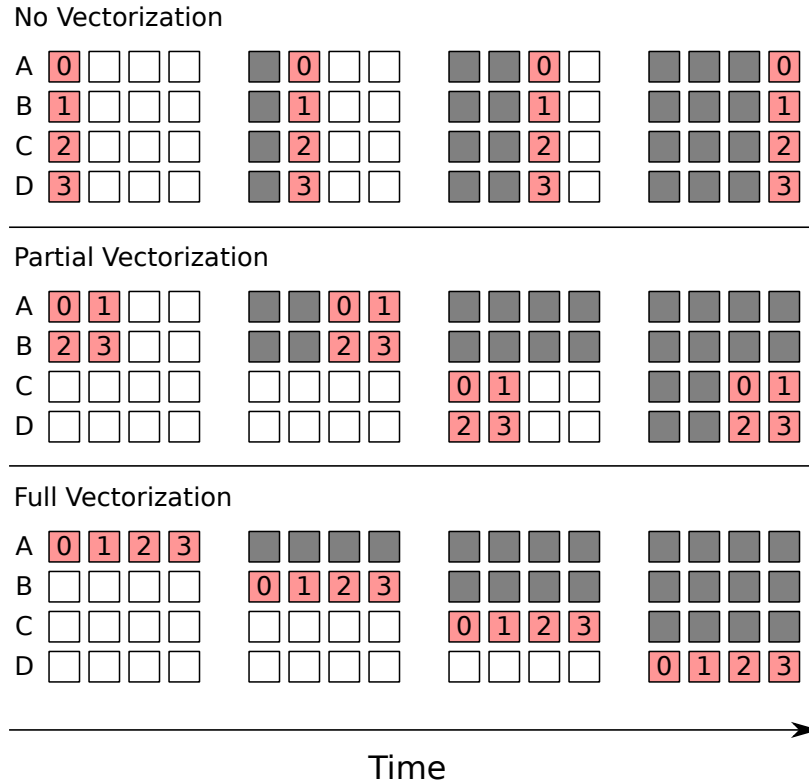 No Vectorization
A 0 0 0 0
B 1 1 1 1
C 2 2 2 2
D 3 3 3 3
Partial Vectorization
A 0 1 0 1
B 2 3 2 3
C 0 1 0 1
D 2 3 2 3
Full Vectorization
A 0 1 2 3
B 0 1 2 3
C 0 1 2 3
D 0 1 2 3
Time